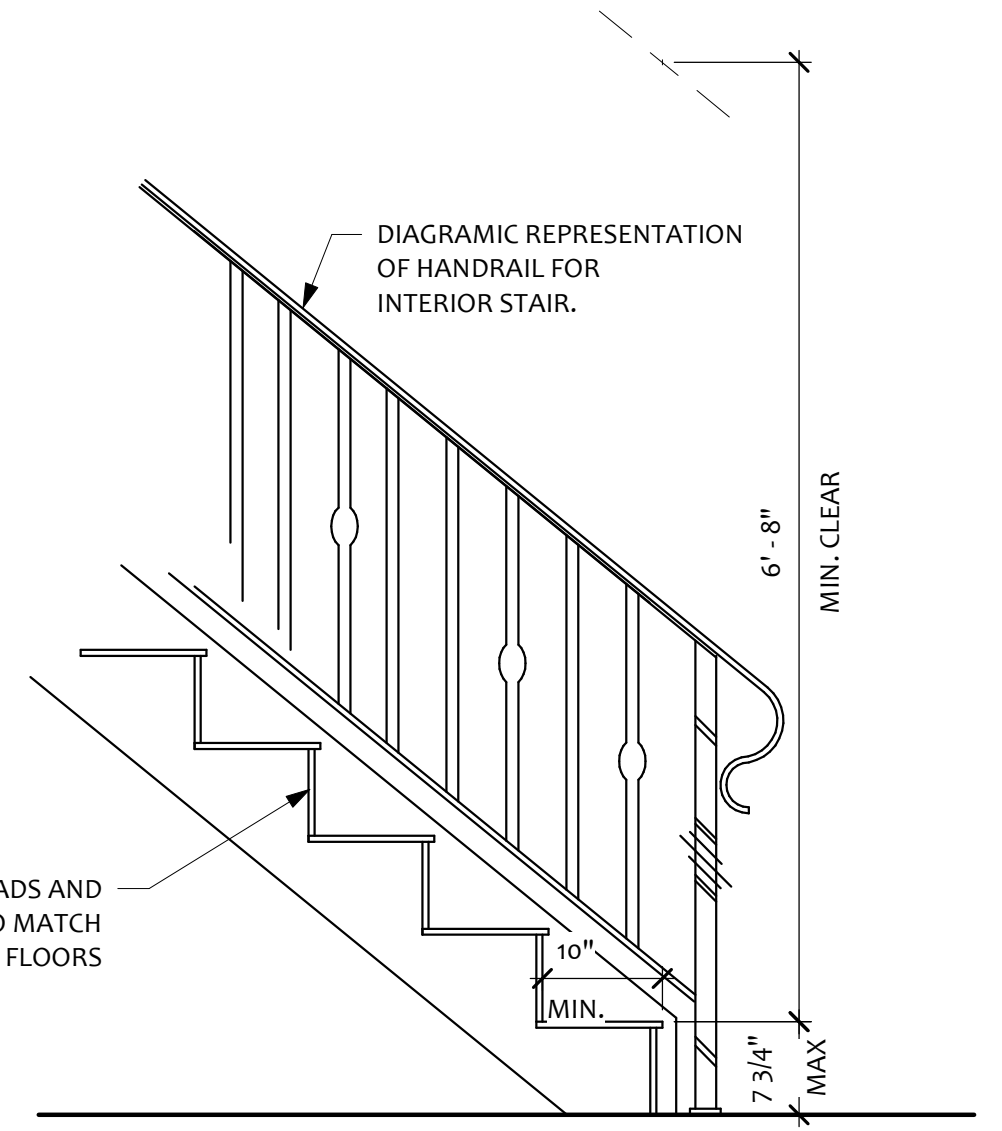 DIAGRAMIC REPRESENTATION
OF HANDRAIL FOR
INTERIOR STAIR.
6' - 8"
MIN. CLEAR
AND
MATCH
FLOORS
10"
MIN.
7 3/4"
MAX